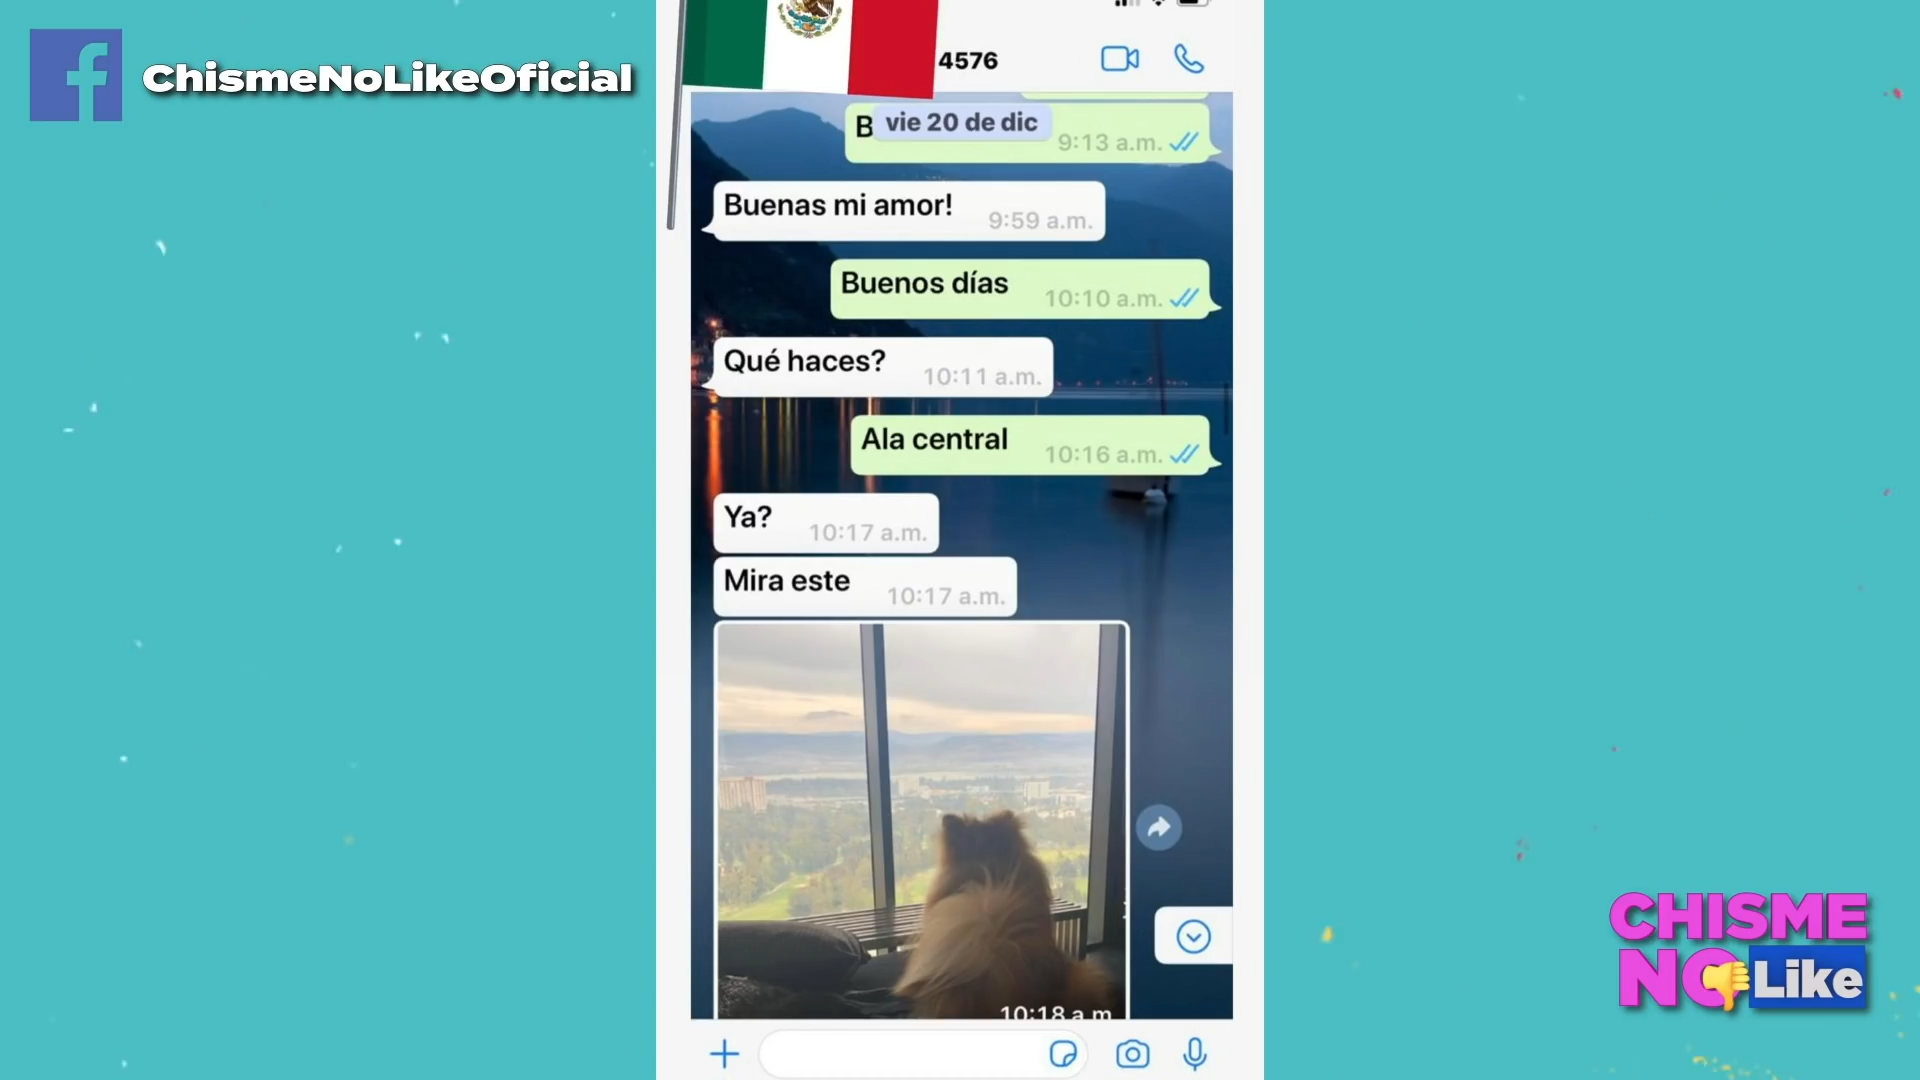 ChismeNoLikeOficial
4576
vie 20 de dic
B
9:13 a.m.
Buenas mi amor!
9:59 a.m.
Buenos días
10:10 a.m.
Qué haces?
10:11 a.m.
Ala central
10:16 a.m.
Ya?
10:17 a.m.
Mira este
10:17 a.m.
10:18 a.m
CHISME
NO Like